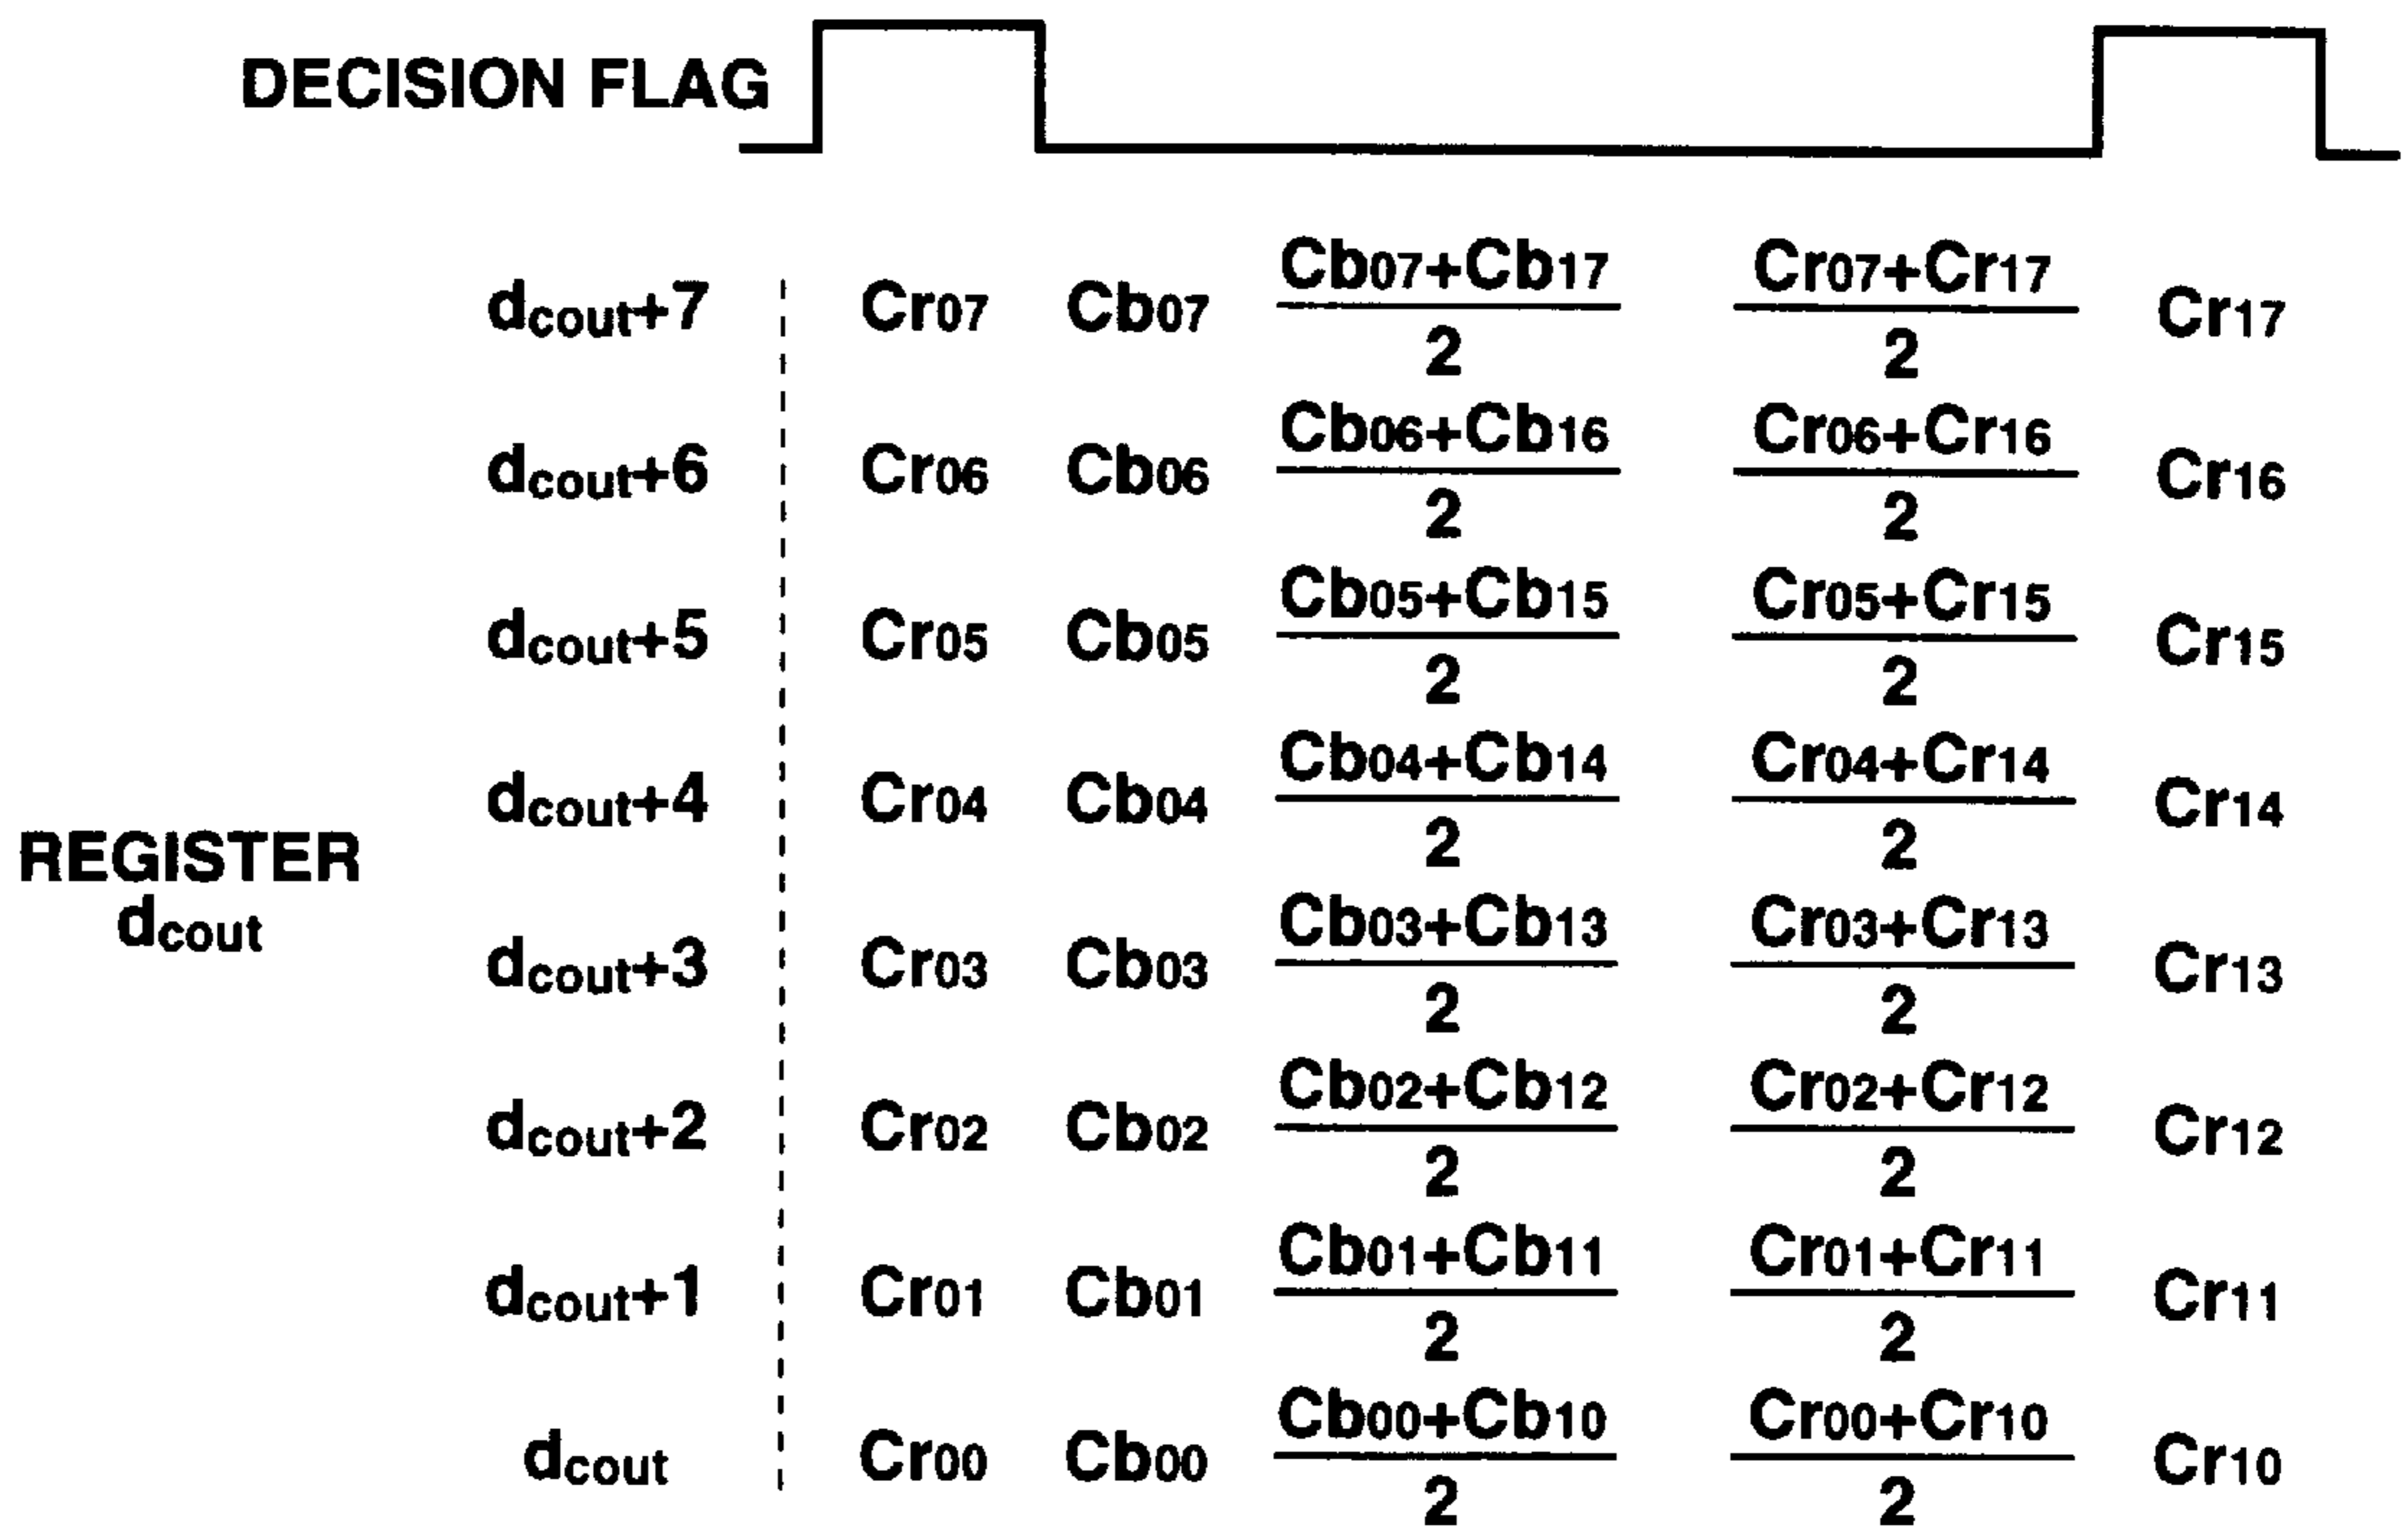 DECISION FLAG
dcout+7 Cr07 Cb07 Cb07+Cb17 / 2 Cr07+Cr17 / 2 Cr17
dcout+6 Cr06 Cb06 Cb06+Cb16 / 2 Cr06+Cr16 / 2 Cr16
dcout+5 Cr05 Cb05 Cb05+Cb15 / 2 Cr05+Cr15 / 2 Cr15
dcout+4 Cr04 Cb04 Cb04+Cb14 / 2 Cr04+Cr14 / 2 Cr14
REGISTER
dcout
dcout+3 Cr03 Cb03 Cb03+Cb13 / 2 Cr03+Cr13 / 2 Cr13
dcout+2 Cr02 Cb02 Cb02+Cb12 / 2 Cr02+Cr12 / 2 Cr12
dcout+1 Cr01 Cb01 Cb01+Cb11 / 2 Cr01+Cr11 / 2 Cr11
dcout Cr00 Cb00 Cb00+Cb10 / 2 Cr00+Cr10 / 2 Cr10